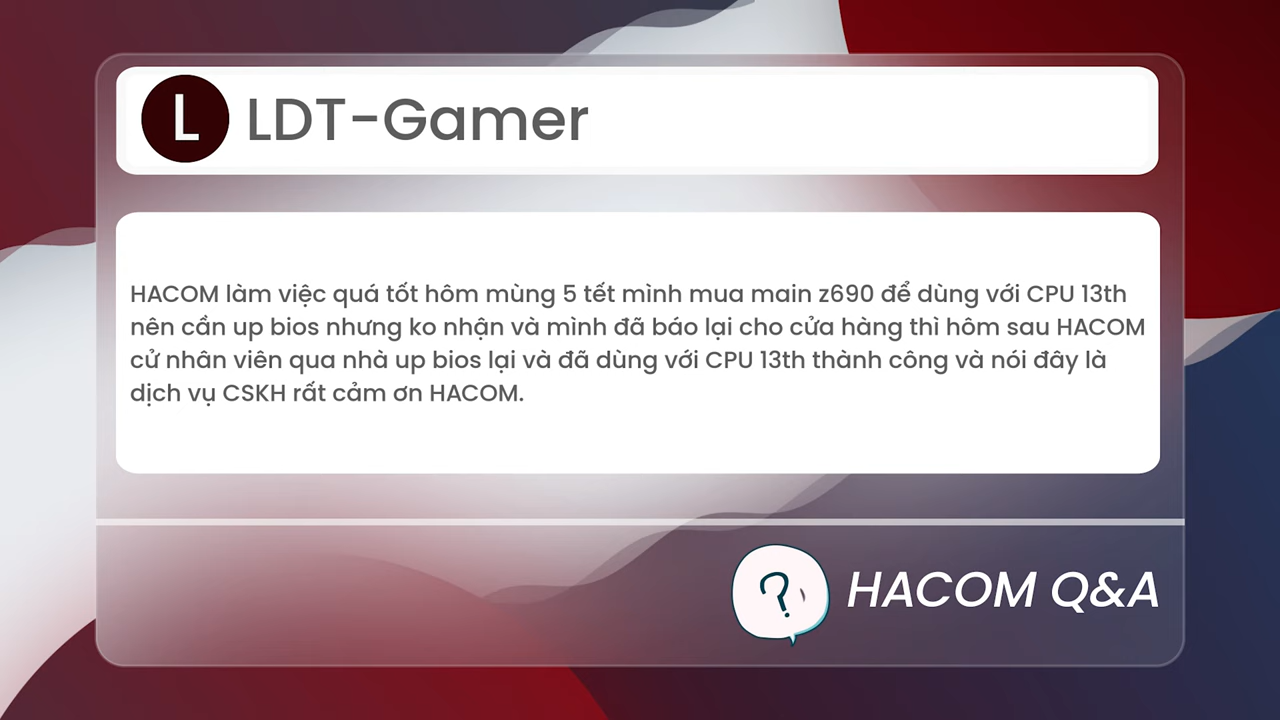 L LDT-Gamer
HACOM làm việc quá tốt hôm mùng 5 tết mình mua main z690 để dùng với CPU 13th
nên cần up bios nhưng ko nhận và mình đã báo lại cho cửa hàng thì hôm sau HACOM
cử nhân viên qua nhà up bios lại và đã dùng với CPU 13th thành công và nói đây là
dịch vụ CSKH rất cảm ơn HACOM.
? HACOM Q&A